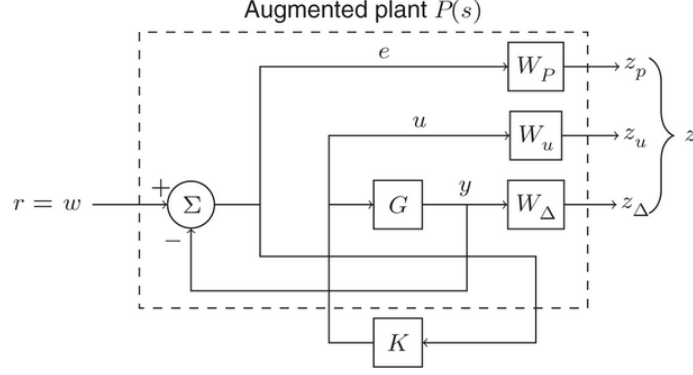 Augmented plant P(s)
e
W_P
z_p
u
W_u
z_u
z
r = w
+
Σ
G
y
W_Δ
z_Δ
−
K